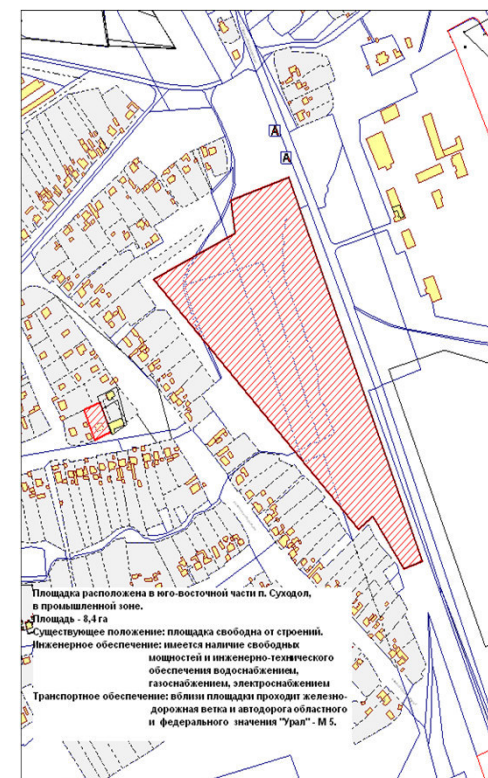 А
А
Площадка расположена в юго-восточной части п. Суходол,
в промышленной зоне.
Площадь - 8,4 га
Существующее положение: площадка свободна от строений.
Инженерное обеспечение: имеется наличие свободных
мощностей и инженерно-технического
обеспечения водоснабжением,
газоснабжением, электроснабжением
Транспортное обеспечение: вблизи площадки проходит железно-
дорожная ветка и автодорога областного
и федерального значения "Урал" - М 5.